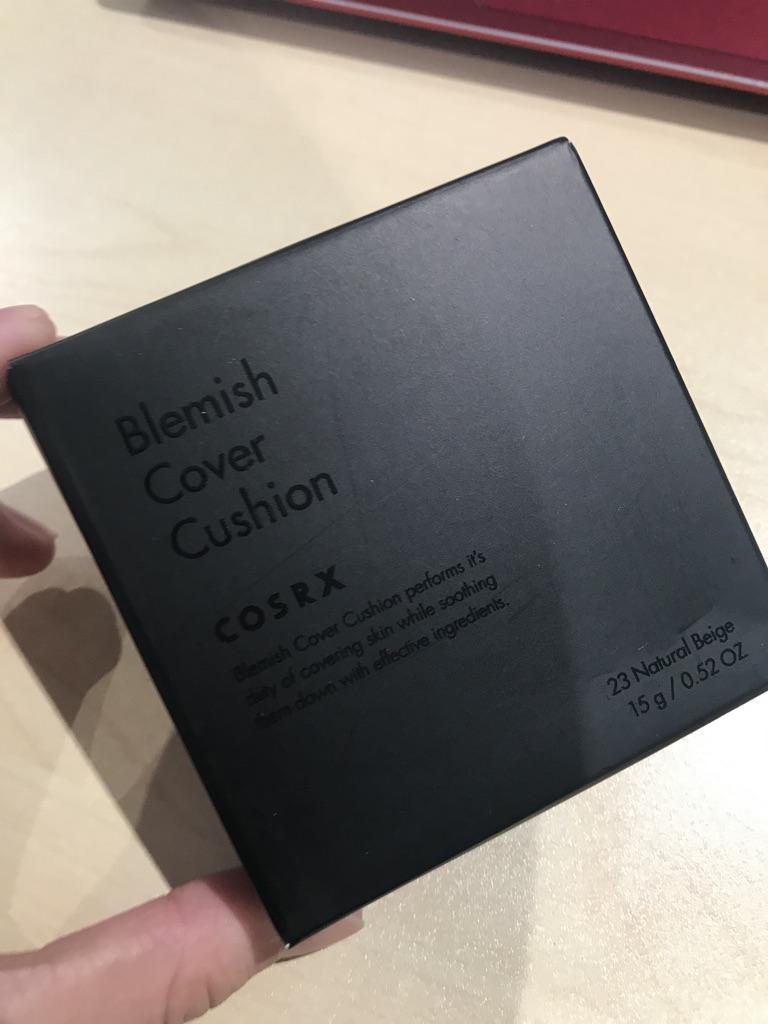 Blemish
Cover
Cushion
COSRX
Blemish Cover Cushion performs it's
duty of covering skin while soothing
them down with effective ingredients.
23 Natural Beige
15 g / 0.52 OZ